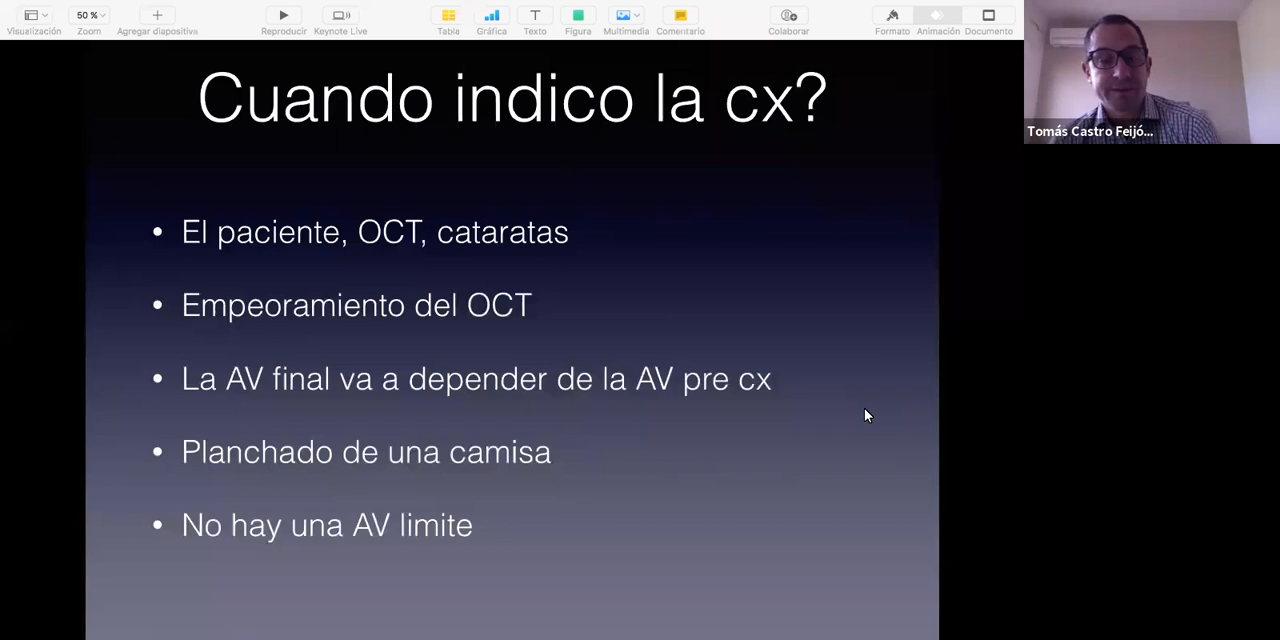 50 %
Visualización
Zoom
Agregar diapositiva
Reproducir
Keynote Live
Tabla
Gráfica
Texto
Figura
Multimedia
Comentario
Colaborar
Formato
Animación
Documento
Tomás Castro Feijó...
Cuando indico la cx?
• El paciente, OCT, cataratas
• Empeoramiento del OCT
• La AV final va a depender de la AV pre cx
• Planchado de una camisa
• No hay una AV limite